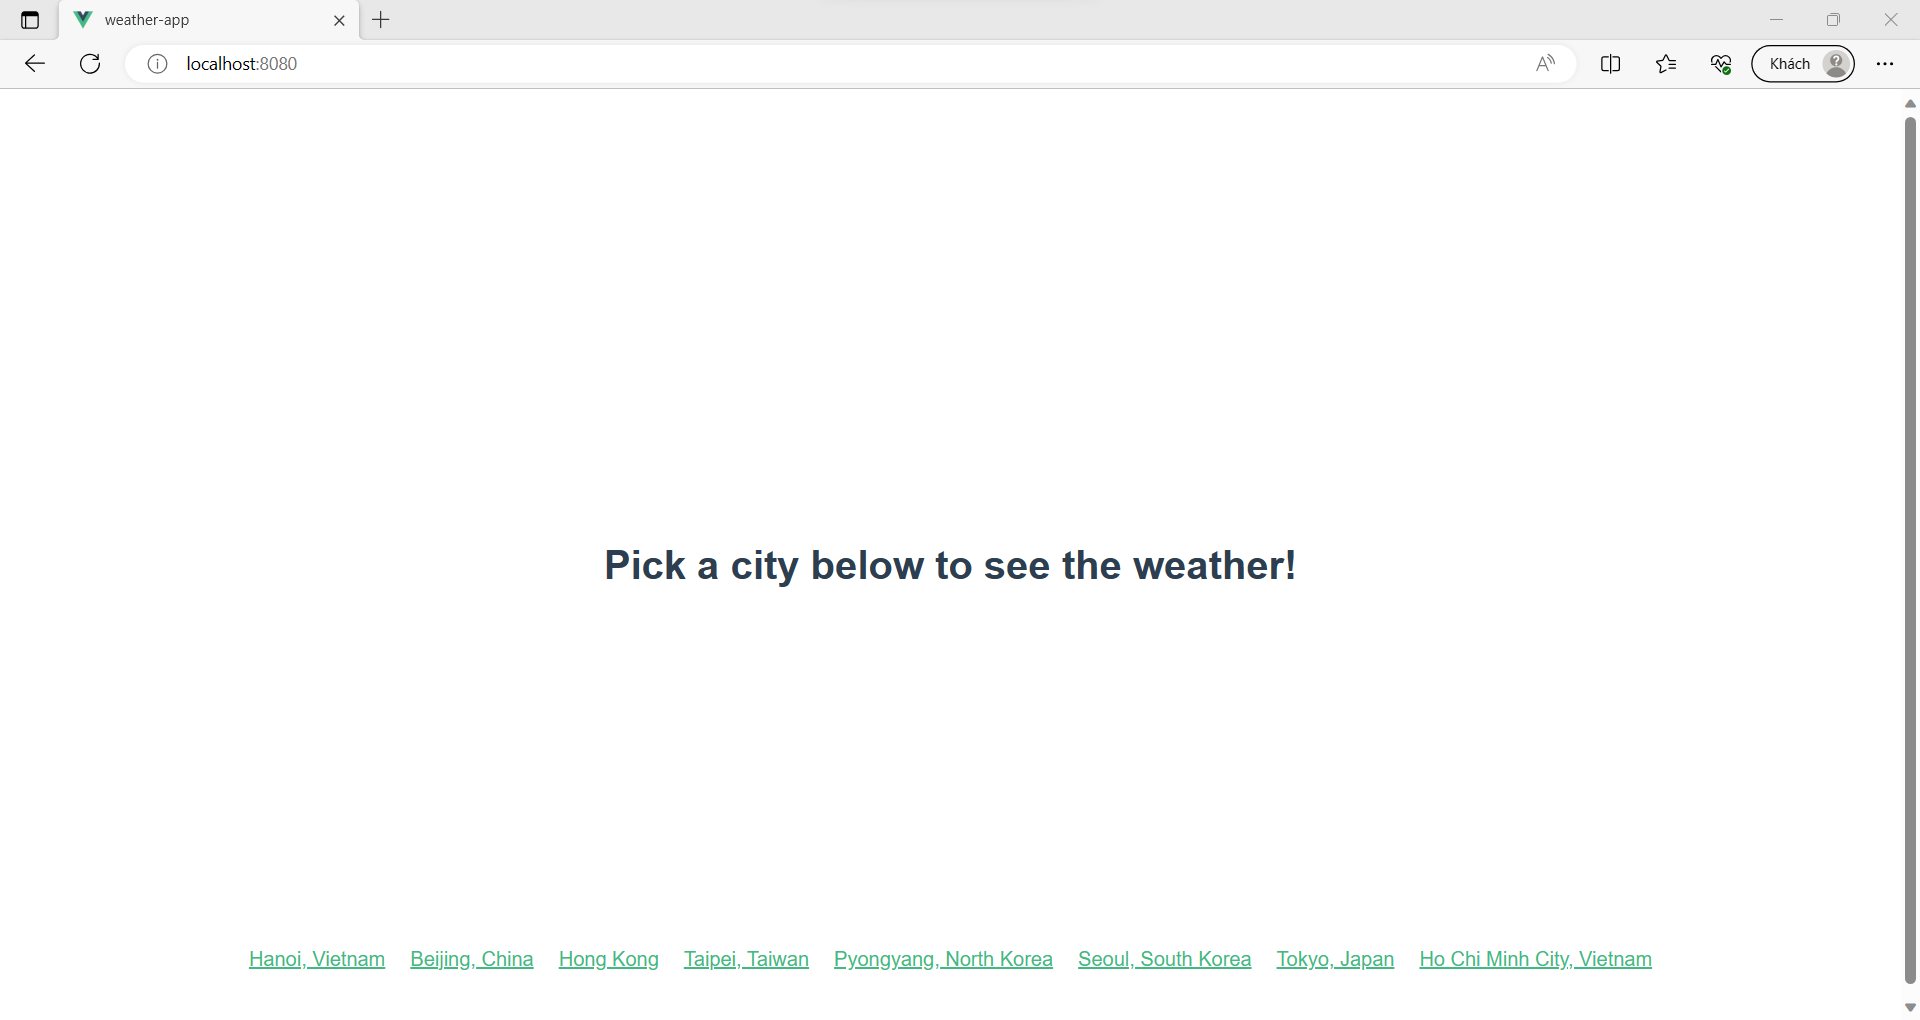 weather-app
localhost:8080
Khách
Pick a city below to see the weather!
Hanoi, Vietnam Beijing, China Hong Kong Taipei, Taiwan Pyongyang, North Korea Seoul, South Korea Tokyo, Japan Ho Chi Minh City, Vietnam